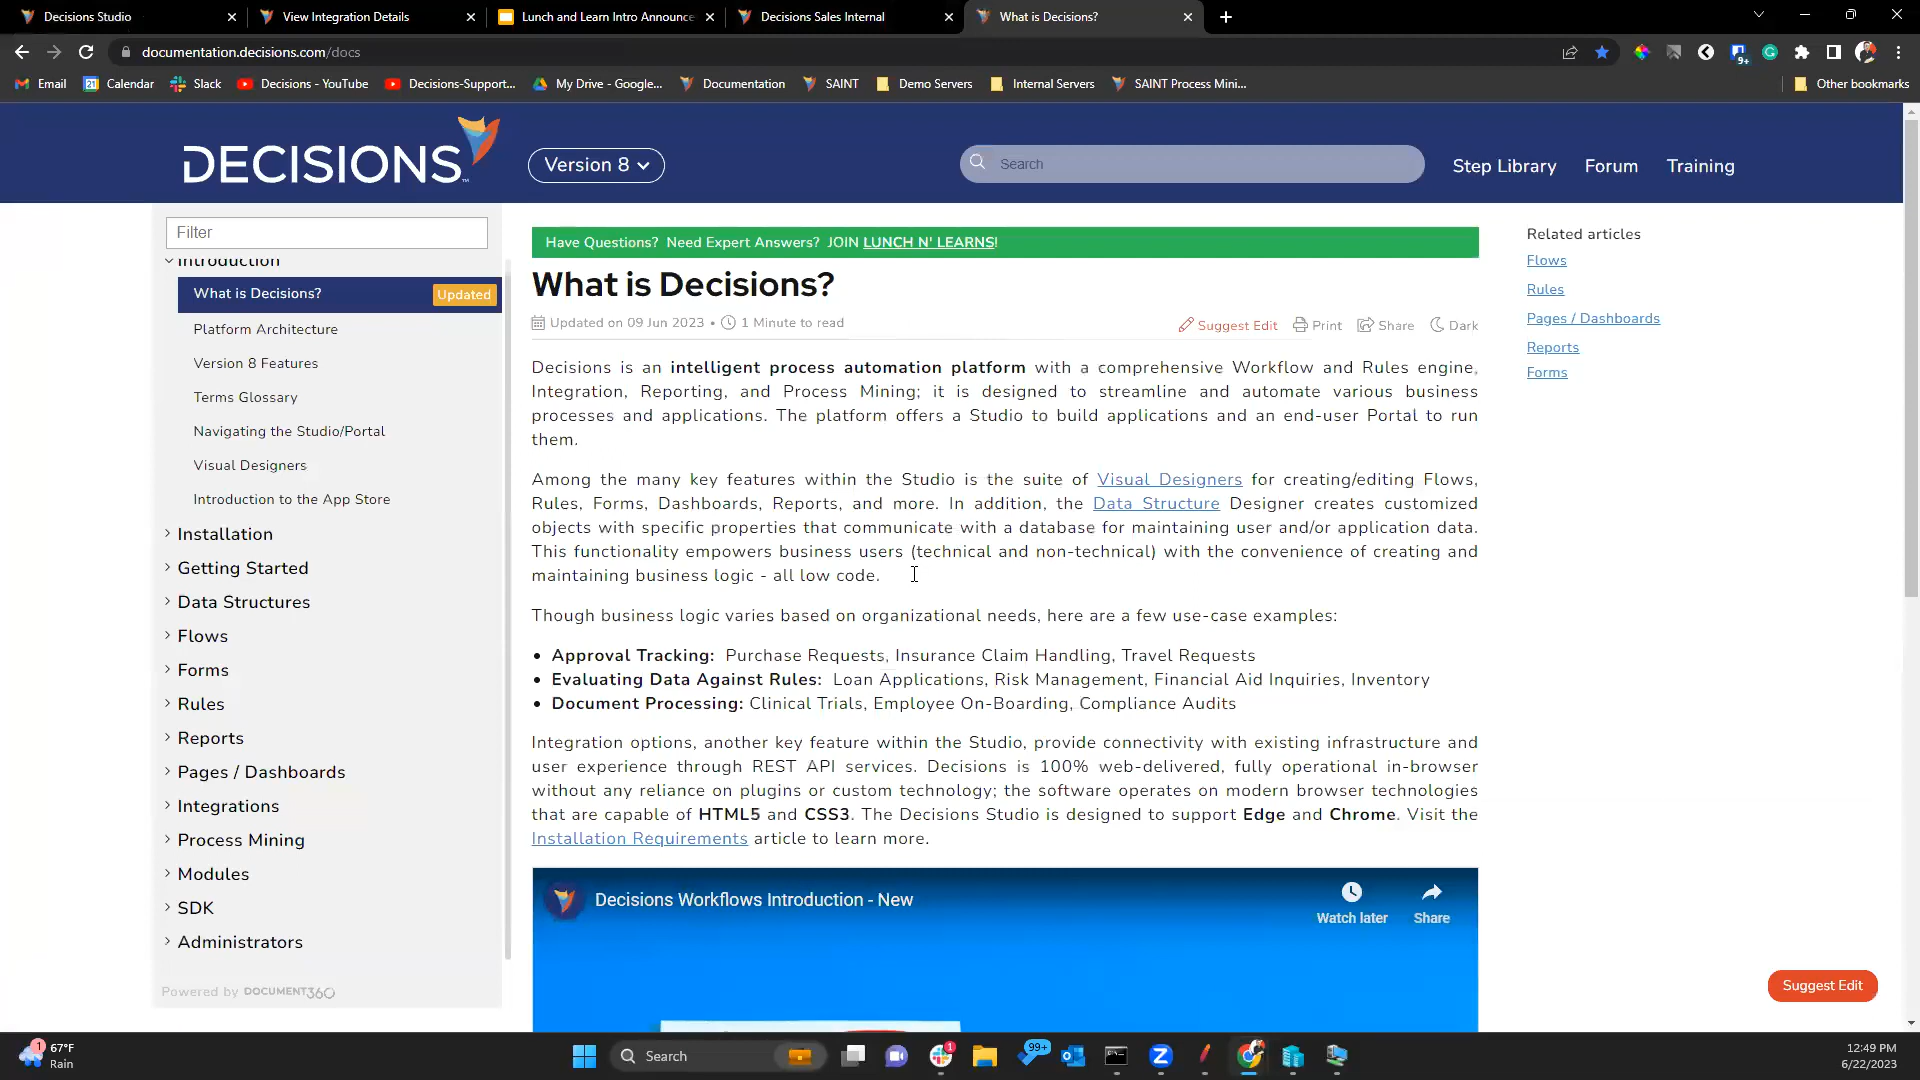 Decisions Studio
View Integration Details
Lunch and Learn Intro Announce
Decisions Sales Internal
What is Decisions?
documentation.decisions.com/docs
9+
Email
Calendar
Slack
Decisions - YouTube
Decisions-Support...
My Drive - Google...
Documentation
SAINT
Demo Servers
Internal Servers
SAINT Process Mini...
Other bookmarks
DECISIONS
Version 8
Search
Step Library
Forum
Training
Filter
Introduction
What is Decisions?
Updated
Platform Architecture
Version 8 Features
Terms Glossary
Navigating the Studio/Portal
Visual Designers
Introduction to the App Store
Installation
Getting Started
Data Structures
Flows
Forms
Rules
Reports
Pages / Dashboards
Integrations
Process Mining
Modules
SDK
Administrators
Powered by DOCUMENT360
Have Questions? Need Expert Answers? JOIN LUNCH N' LEARNS!
What is Decisions?
Updated on 09 Jun 2023 • 1 Minute to read
Suggest Edit
Print
Share
Dark
Decisions is an intelligent process automation platform with a comprehensive Workflow and Rules engine,
Integration, Reporting, and Process Mining; it is designed to streamline and automate various business
processes and applications. The platform offers a Studio to build applications and an end-user Portal to run
them.
Among the many key features within the Studio is the suite of Visual Designers for creating/editing Flows,
Rules, Forms, Dashboards, Reports, and more. In addition, the Data Structure Designer creates customized
objects with specific properties that communicate with a database for maintaining user and/or application data.
This functionality empowers business users (technical and non-technical) with the convenience of creating and
maintaining business logic - all low code.
Though business logic varies based on organizational needs, here are a few use-case examples:
• Approval Tracking: Purchase Requests, Insurance Claim Handling, Travel Requests
• Evaluating Data Against Rules: Loan Applications, Risk Management, Financial Aid Inquiries, Inventory
• Document Processing: Clinical Trials, Employee On-Boarding, Compliance Audits
Integration options, another key feature within the Studio, provide connectivity with existing infrastructure and
user experience through REST API services. Decisions is 100% web-delivered, fully operational in-browser
without any reliance on plugins or custom technology; the software operates on modern browser technologies
that are capable of HTML5 and CSS3. The Decisions Studio is designed to support Edge and Chrome. Visit the
Installation Requirements article to learn more.
Decisions Workflows Introduction - New
Watch later
Share
Related articles
Flows
Rules
Pages / Dashboards
Reports
Forms
Suggest Edit
1
67°F
Rain
Search
1
99+
12:49 PM
6/22/2023